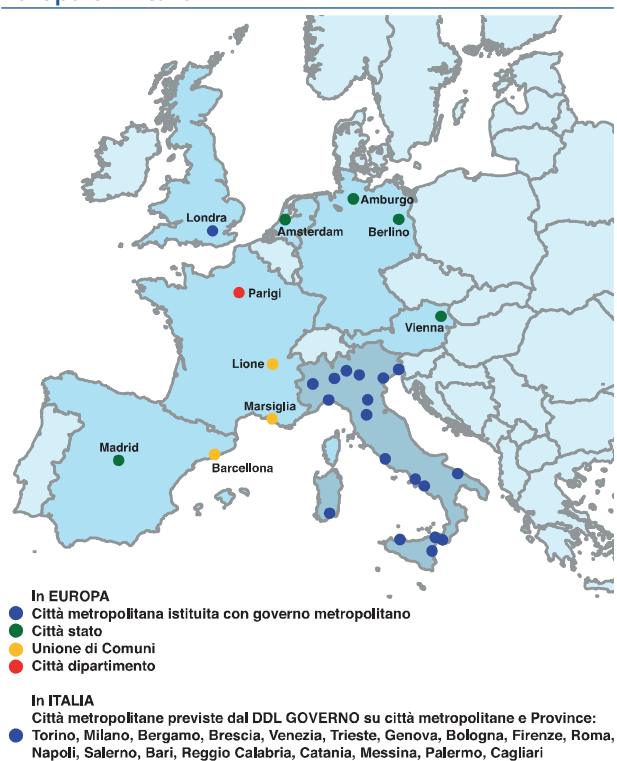 Amburgo
Londra
Amsterdam
Berlino
Parigi
Vienna
Lione
Marsiglia
Madrid
Barcellona
In EUROPA
Città metropolitana istituita con governo metropolitano
Città stato
Unione di Comuni
Città dipartimento
In ITALIA
Città metropolitane previste dal DDL GOVERNO su città metropolitane e Province:
Torino, Milano, Bergamo, Brescia, Venezia, Trieste, Genova, Bologna, Firenze, Roma,
Napoli, Salerno, Bari, Reggio Calabria, Catania, Messina, Palermo, Cagliari